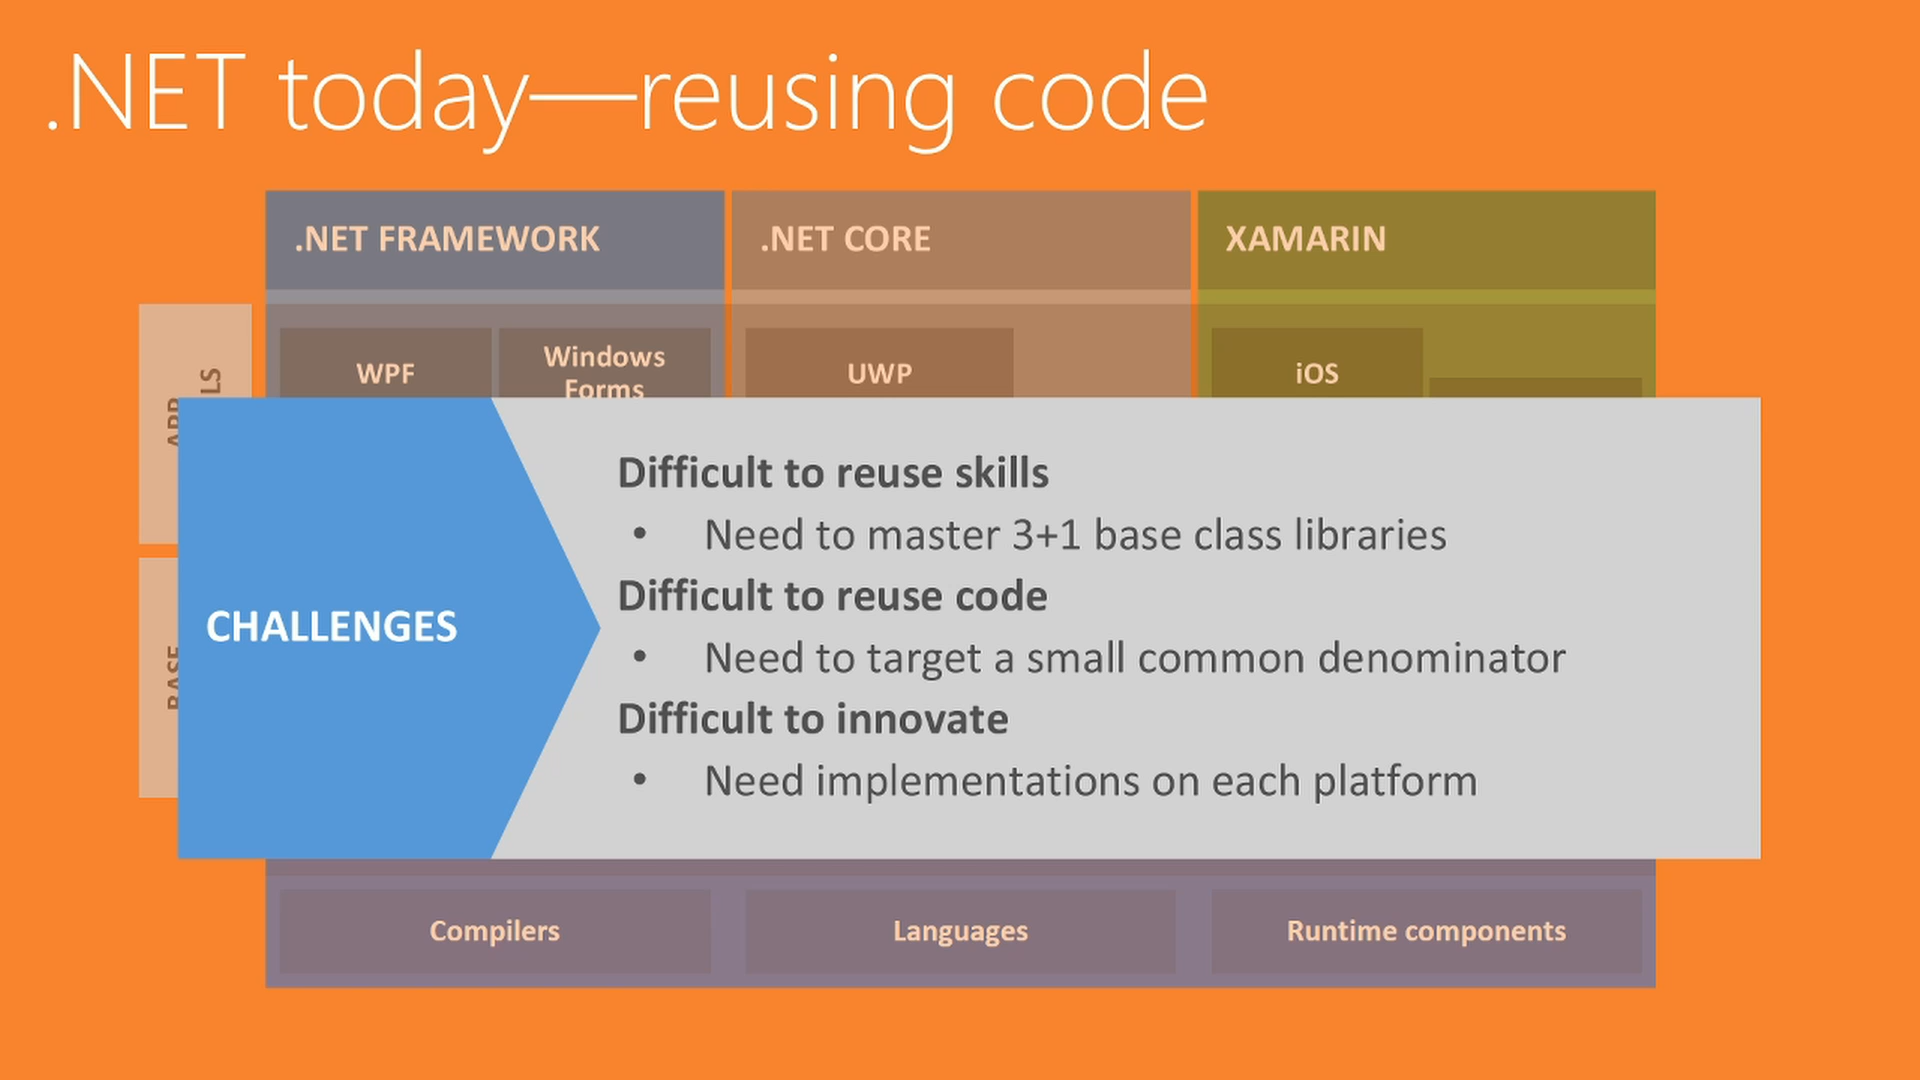 .NET today—reusing code
.NET FRAMEWORK
.NET CORE
XAMARIN
WPF
Windows
Forms
UWP
iOS
CHALLENGES
Difficult to reuse skills
• Need to master 3+1 base class libraries
Difficult to reuse code
• Need to target a small common denominator
Difficult to innovate
• Need implementations on each platform
Compilers
Languages
Runtime components